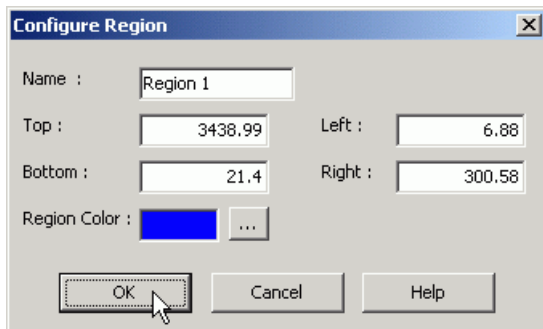 Configure Region
Name :
Region 1
Top :
3438.99
Left :
6.88
Bottom :
21.4
Right :
300.58
Region Color :
...
OK
Cancel
Help